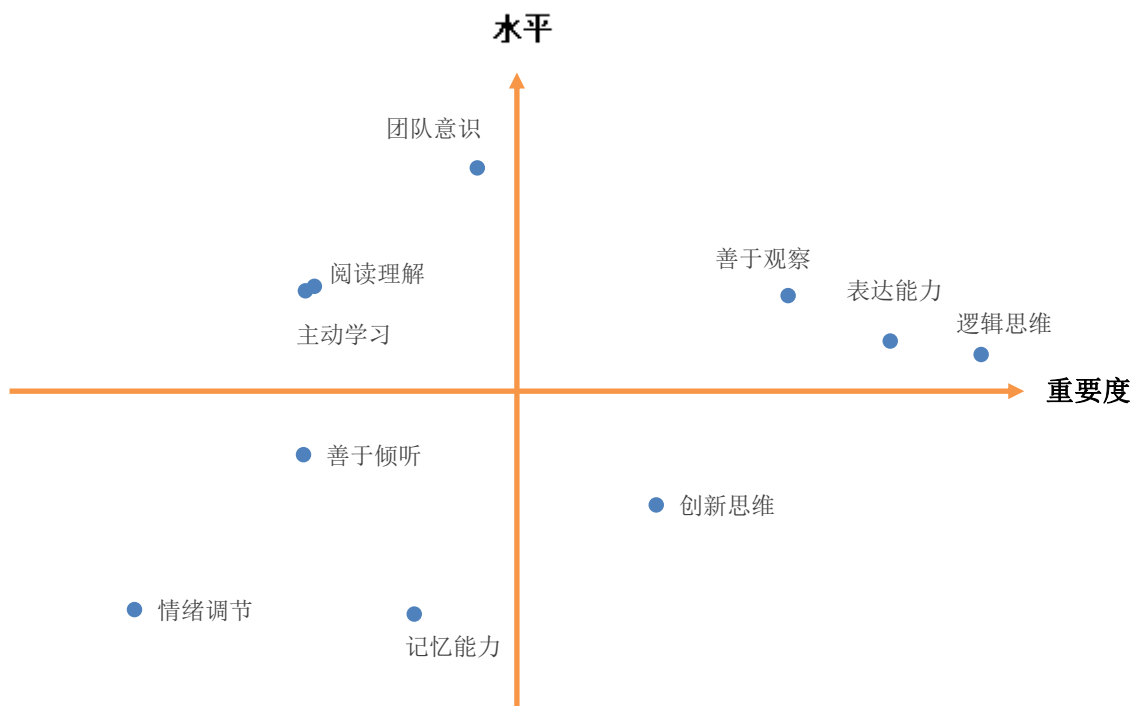 水平
团队意识
善于观察
阅读理解
表达能力
逻辑思维
主动学习
重要度
善于倾听
创新思维
情绪调节
记忆能力